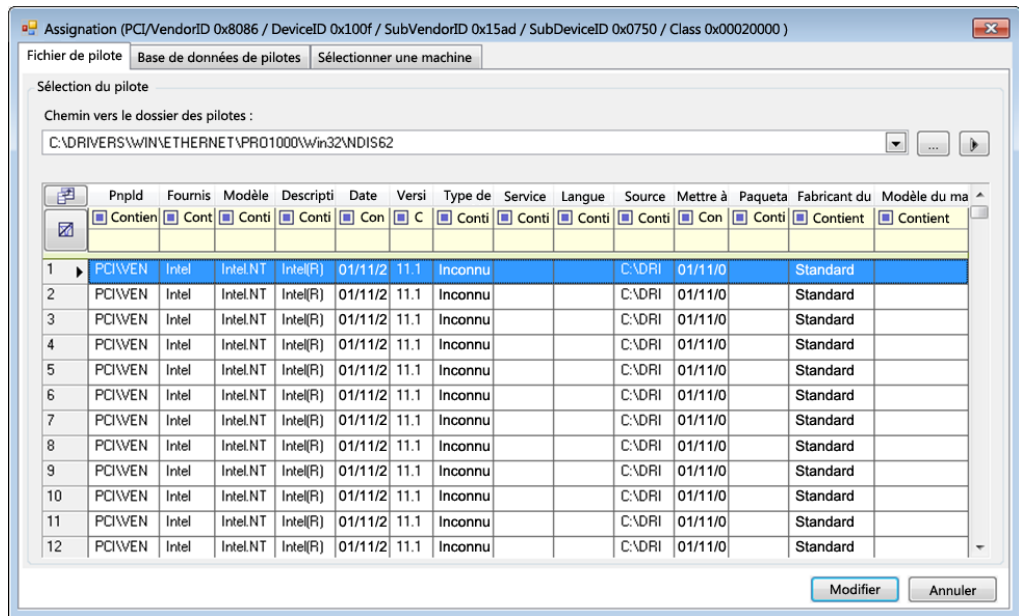 Assignation (PCI/VendorID 0x8086 / DeviceID 0x100f / SubVendorID 0x15ad / SubDeviceID 0x0750 / Class 0x00020000 )
Fichier de pilote Base de données de pilotes Sélectionner une machine
Sélection du pilote
Chemin vers le dossier des pilotes :
C:\DRIVERS\WIN\ETHERNET\PRO1000\Win32\NDIS62 ...
PnpId Fournis Modèle Descripti Date Versi Type de Service Langue Source Mettre à Paqueta Fabricant du Modèle du ma
Contien Cont Conti Conti Con C Conti Conti Conti Conti Con Conti Contient Contient
1 PCI\VEN Intel Intel.NT Intel(R) 01/11/2 11.1 Inconnu C:\DRI 01/11/0 Standard
2 PCI\VEN Intel Intel.NT Intel(R) 01/11/2 11.1 Inconnu C:\DRI 01/11/0 Standard
3 PCI\VEN Intel Intel.NT Intel(R) 01/11/2 11.1 Inconnu C:\DRI 01/11/0 Standard
4 PCI\VEN Intel Intel.NT Intel(R) 01/11/2 11.1 Inconnu C:\DRI 01/11/0 Standard
5 PCI\VEN Intel Intel.NT Intel(R) 01/11/2 11.1 Inconnu C:\DRI 01/11/0 Standard
6 PCI\VEN Intel Intel.NT Intel(R) 01/11/2 11.1 Inconnu C:\DRI 01/11/0 Standard
7 PCI\VEN Intel Intel.NT Intel(R) 01/11/2 11.1 Inconnu C:\DRI 01/11/0 Standard
8 PCI\VEN Intel Intel.NT Intel(R) 01/11/2 11.1 Inconnu C:\DRI 01/11/0 Standard
9 PCI\VEN Intel Intel.NT Intel(R) 01/11/2 11.1 Inconnu C:\DRI 01/11/0 Standard
10 PCI\VEN Intel Intel.NT Intel(R) 01/11/2 11.1 Inconnu C:\DRI 01/11/0 Standard
11 PCI\VEN Intel Intel.NT Intel(R) 01/11/2 11.1 Inconnu C:\DRI 01/11/0 Standard
12 PCI\VEN Intel Intel.NT Intel(R) 01/11/2 11.1 Inconnu C:\DRI 01/11/0 Standard
Modifier Annuler